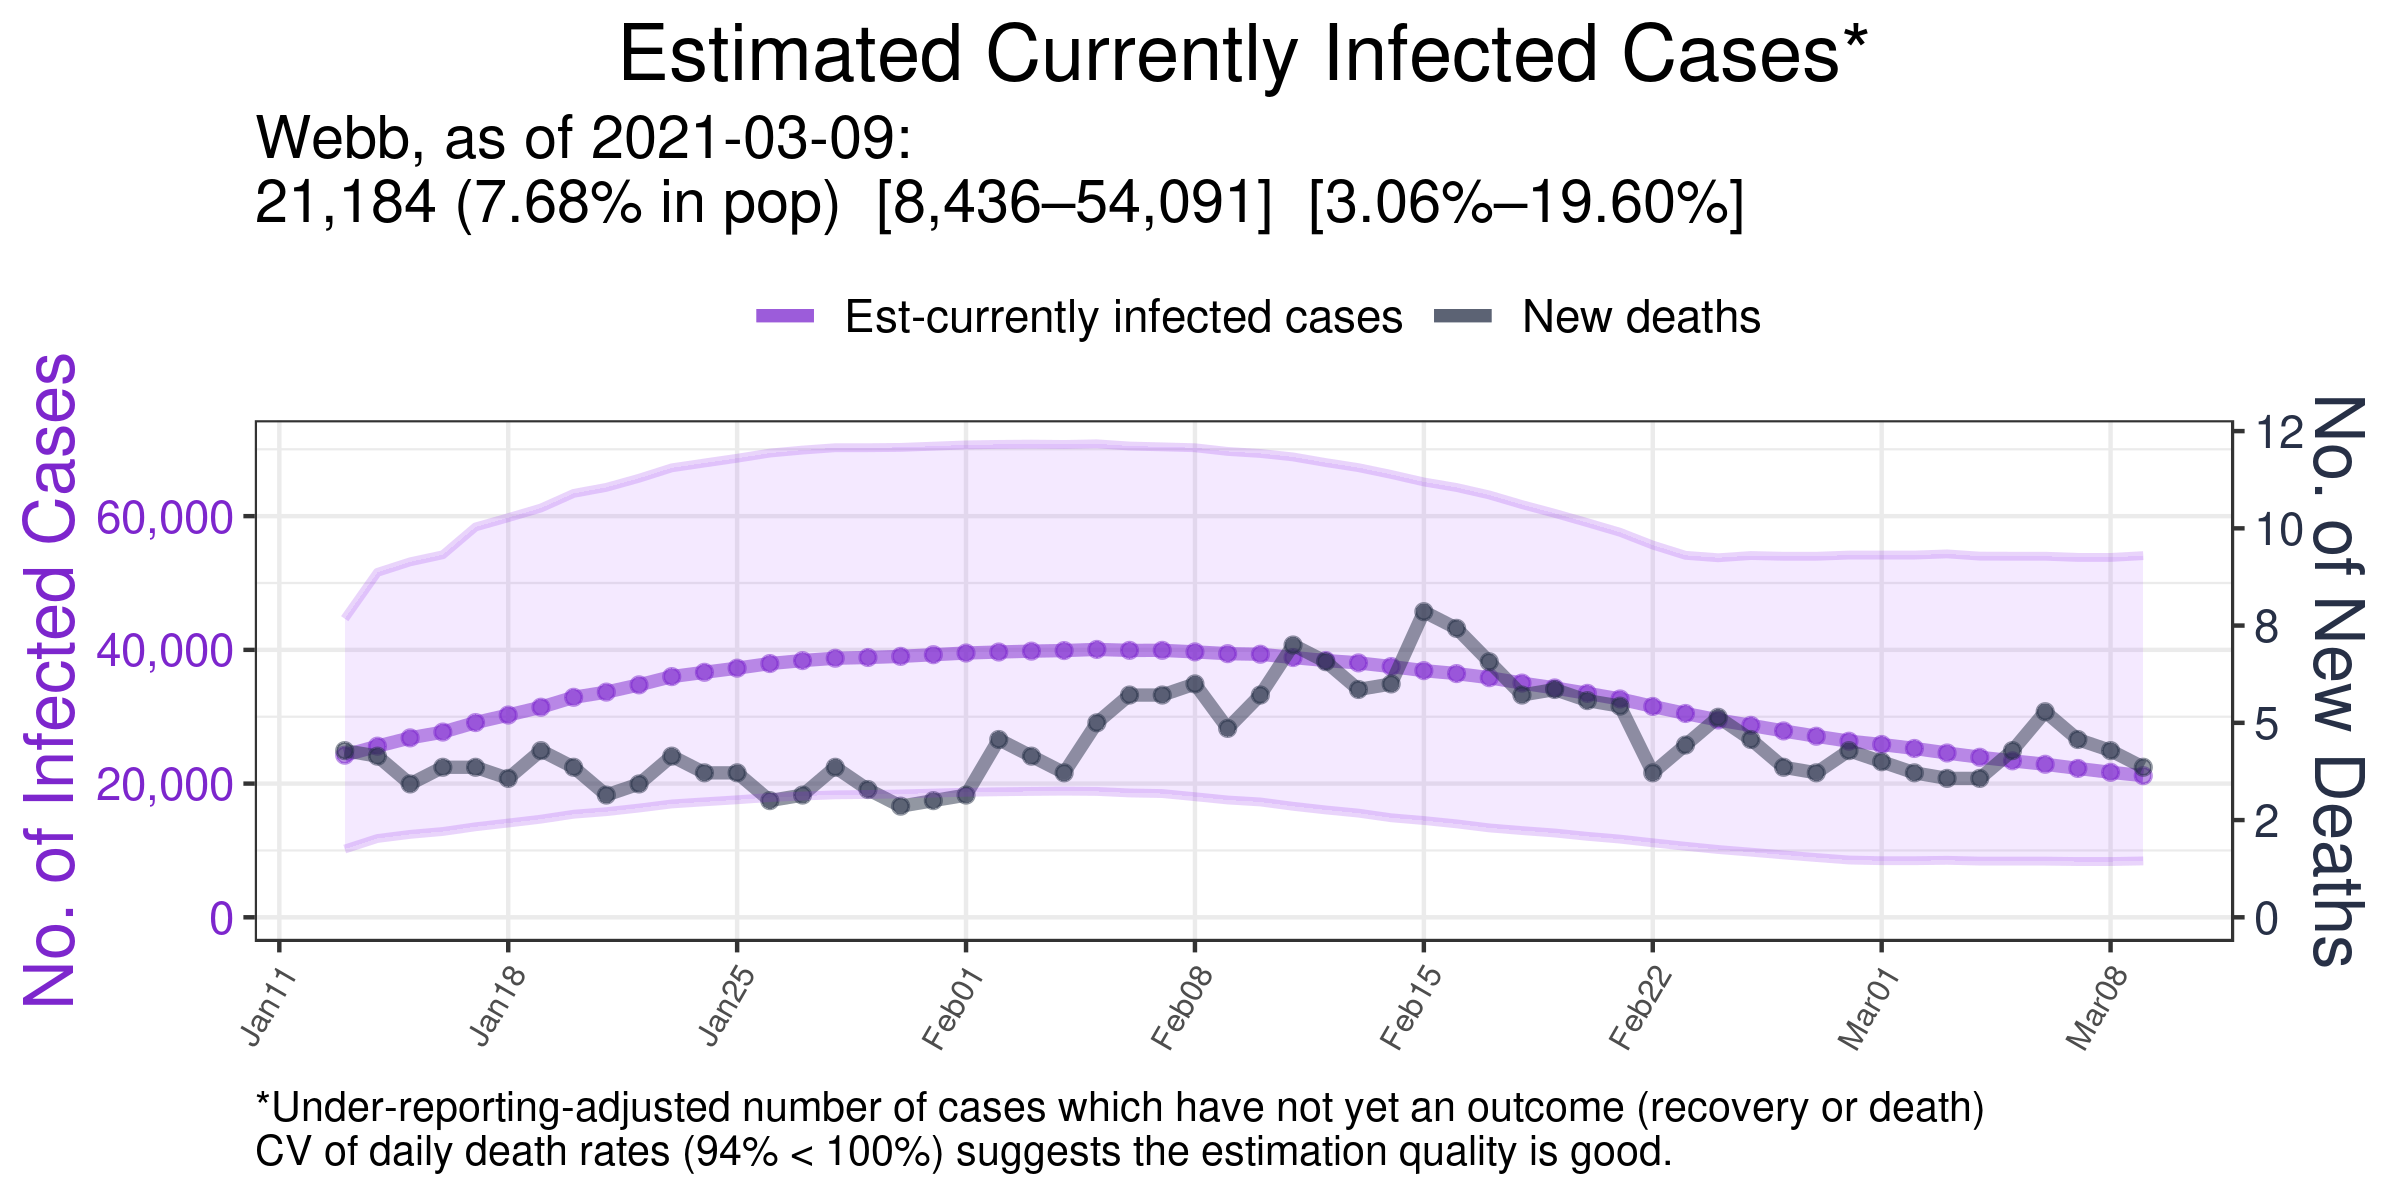 Estimated Currently Infected Cases*
Webb, as of 2021-03-09:
21,184 (7.68% in pop)  [8,436–54,091]  [3.06%–19.60%]
Est-currently infected cases
New deaths
No. of Infected Cases
60,000
40,000
20,000
0
12
10
8
5
2
0
No. of New Deaths
Jan11
Jan18
Jan25
Feb01
Feb08
Feb15
Feb22
Mar01
Mar08
*Under-reporting-adjusted number of cases which have not yet an outcome (recovery or death)
CV of daily death rates (94% < 100%) suggests the estimation quality is good.